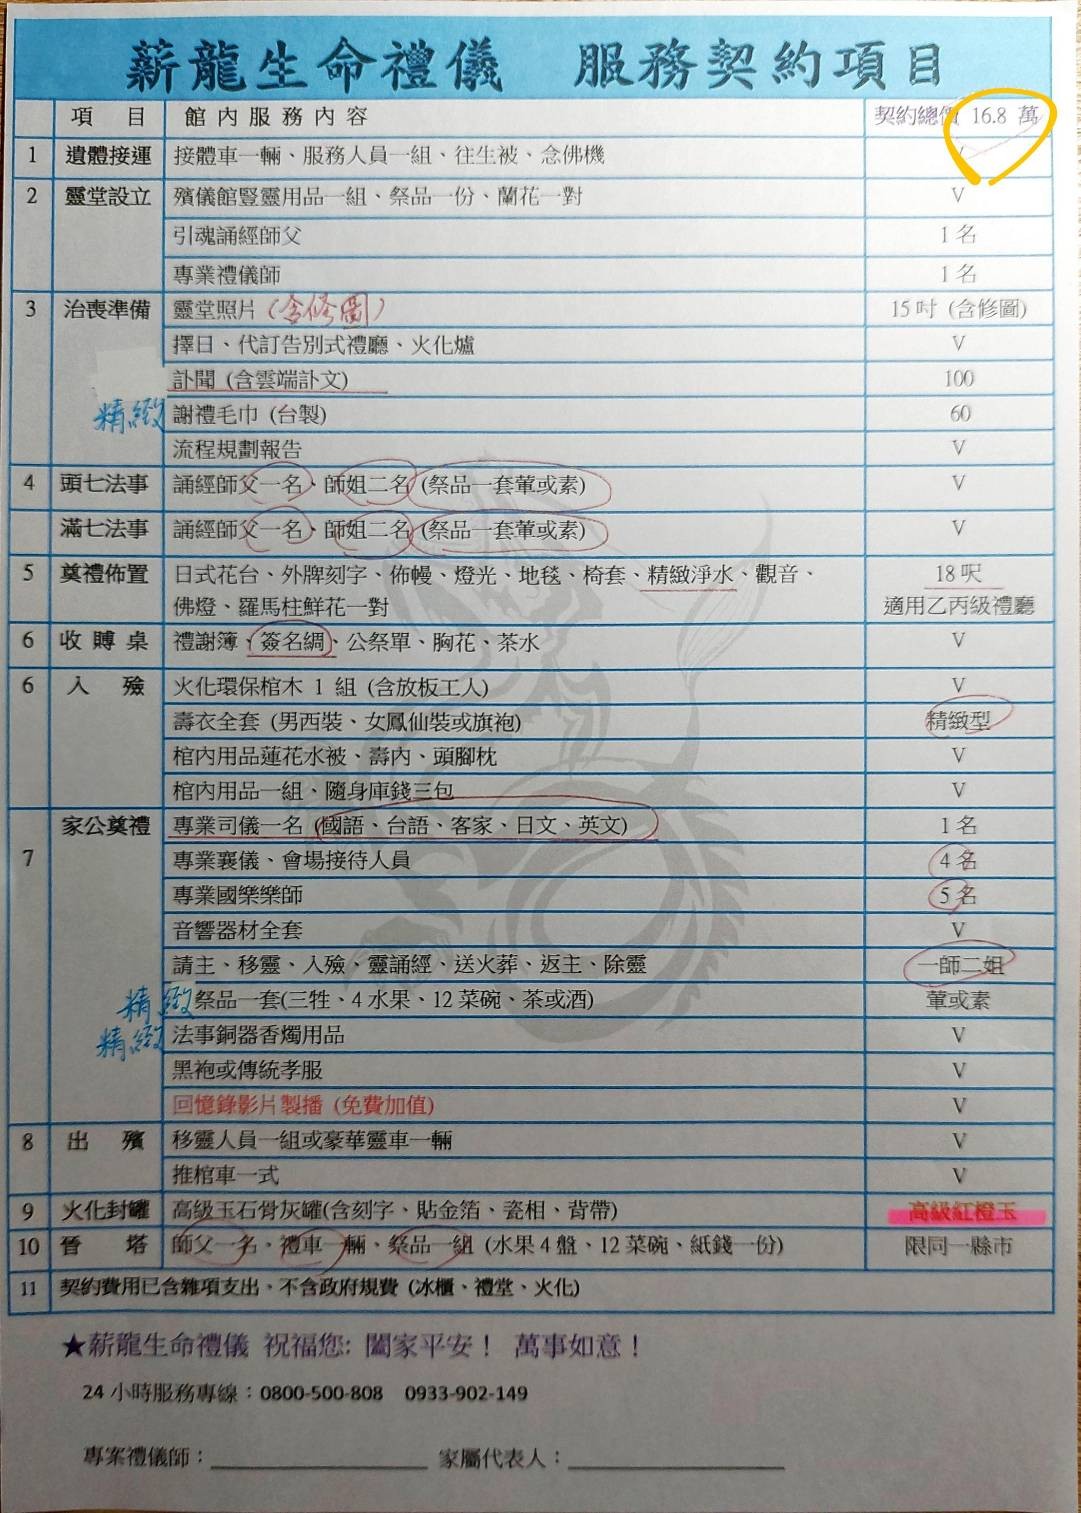 薪龍生命禮儀 服務契約項目
項目 館內服務內容 契約總價 16.8 萬
1 遺體接運 接體車一輛、服務人員一組、往生被、念佛機
2 靈堂設立 殯儀館豎靈用品一組、祭品一份、蘭花一對 V
引魂誦經師父 1 名
專業禮儀師 1 名
3 治喪準備 靈堂照片 (含修圖) 15 吋 (含修圖)
擇日、代訂告別式禮廳、火化爐 V
訃聞 (含雲端訃文) 100
精緻 謝禮毛巾 (台製) 60
流程規劃報告 V
4 頭七法事 誦經師父一名、師姐二名 (祭品一套葷或素) V
滿七法事 誦經師父一名、師姐二名 (祭品一套葷或素) V
5 奠禮佈置 日式花台、外牌刻字、佈幔、燈光、地毯、椅套、精緻淨水、觀音、 18 呎
佛燈、羅馬柱鮮花一對 適用乙丙級禮廳
6 收賻桌 禮謝簿、簽名綢、公祭單、胸花、茶水 V
6 入殮 火化環保棺木 1 組 (含放板工人) V
壽衣全套 (男西裝、女鳳仙裝或旗袍) 精緻型
棺內用品蓮花水被、壽內、頭腳枕 V
棺內用品一組、隨身庫錢三包 V
家公奠禮 專業司儀一名 (國語、台語、客家、日文、英文) 1 名
7 專業襄儀、會場接待人員 4 名
專業國樂樂師 5 名
音響器材全套 V
請主、移靈、入殮、靈誦經、送火葬、返主、除靈 一師二姐
精緻 祭品一套(三牲、4 水果、12 菜碗、茶或酒) 葷或素
精緻 法事銅器香燭用品 V
黑袍或傳統孝服 V
回憶錄影片製播 (免費加值) V
8 出殯 移靈人員一組或豪華靈車一輛 V
推棺車一式 V
9 火化封罐 高級玉石骨灰罐(含刻字、貼金箔、瓷相、背帶) 高級紅橙玉
10 晉塔 師父一名、禮車一輛、祭品一組 (水果 4 盤、12 菜碗、紙錢一份) 限同一縣市
11 契約費用已含雜項支出、不含政府規費 (冰櫃、禮堂、火化)
★薪龍生命禮儀 祝福您: 闔家平安！ 萬事如意！
24 小時服務專線：0800-500-808 0933-902-149
專案禮儀師： 家屬代表人：